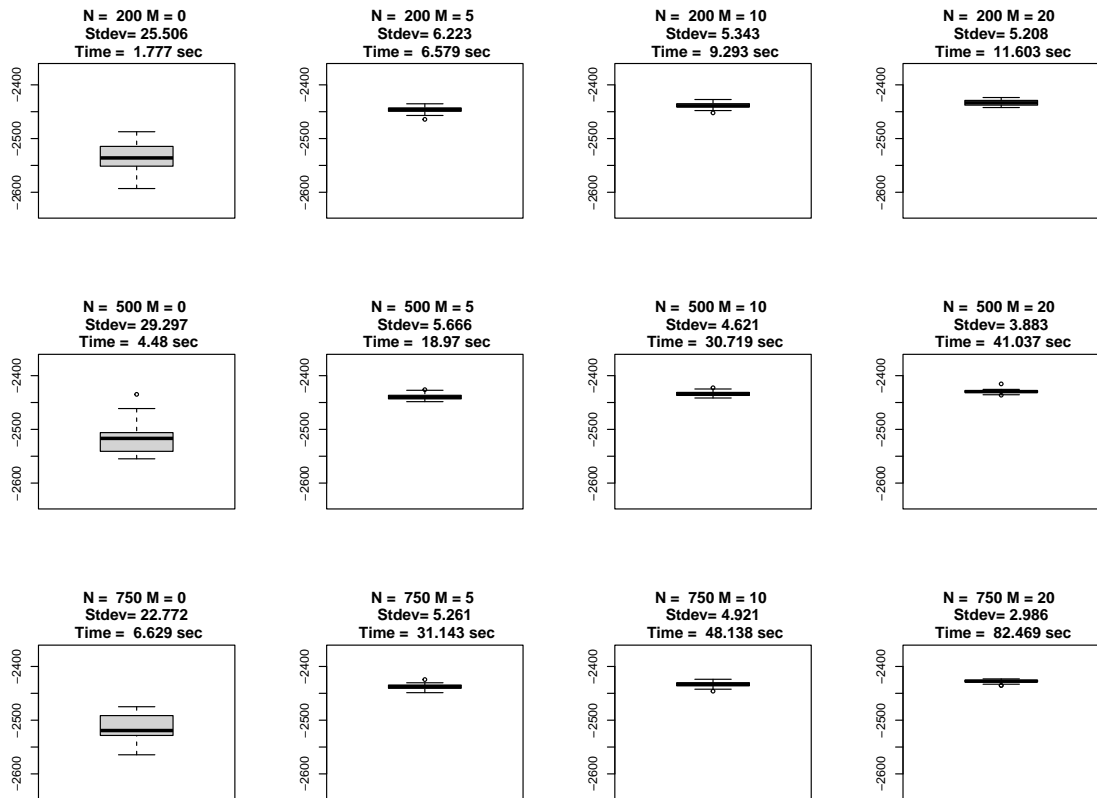 N =  200 M = 0
Stdev= 25.506
Time =  1.777 sec
−2400
−2500
−2600
N =  200 M = 5
Stdev= 6.223
Time =  6.579 sec
−2400
−2500
−2600
N =  200 M = 10
Stdev= 5.343
Time =  9.293 sec
−2400
−2500
−2600
N =  200 M = 20
Stdev= 5.208
Time =  11.603 sec
−2400
−2500
−2600
N =  500 M = 0
Stdev= 29.297
Time =  4.48 sec
−2400
−2500
−2600
N =  500 M = 5
Stdev= 5.666
Time =  18.97 sec
−2400
−2500
−2600
N =  500 M = 10
Stdev= 4.621
Time =  30.719 sec
−2400
−2500
−2600
N =  500 M = 20
Stdev= 3.883
Time =  41.037 sec
−2400
−2500
−2600
N =  750 M = 0
Stdev= 22.772
Time =  6.629 sec
−2400
−2500
−2600
N =  750 M = 5
Stdev= 5.261
Time =  31.143 sec
−2400
−2500
−2600
N =  750 M = 10
Stdev= 4.921
Time =  48.138 sec
−2400
−2500
−2600
N =  750 M = 20
Stdev= 2.986
Time =  82.469 sec
−2400
−2500
−2600